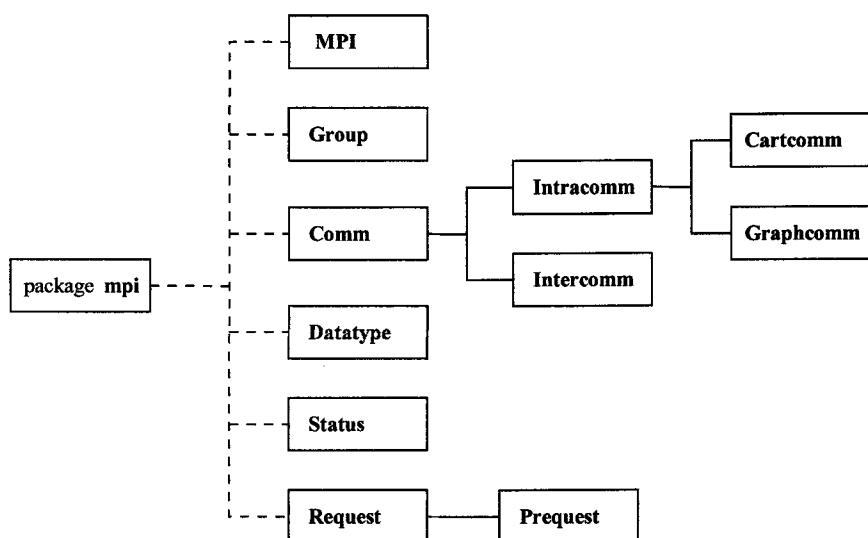 MPI
Group
Cartcomm
Intracomm
Comm
Graphcomm
package mpi
Intercomm
Datatype
Status
Request
Prequest